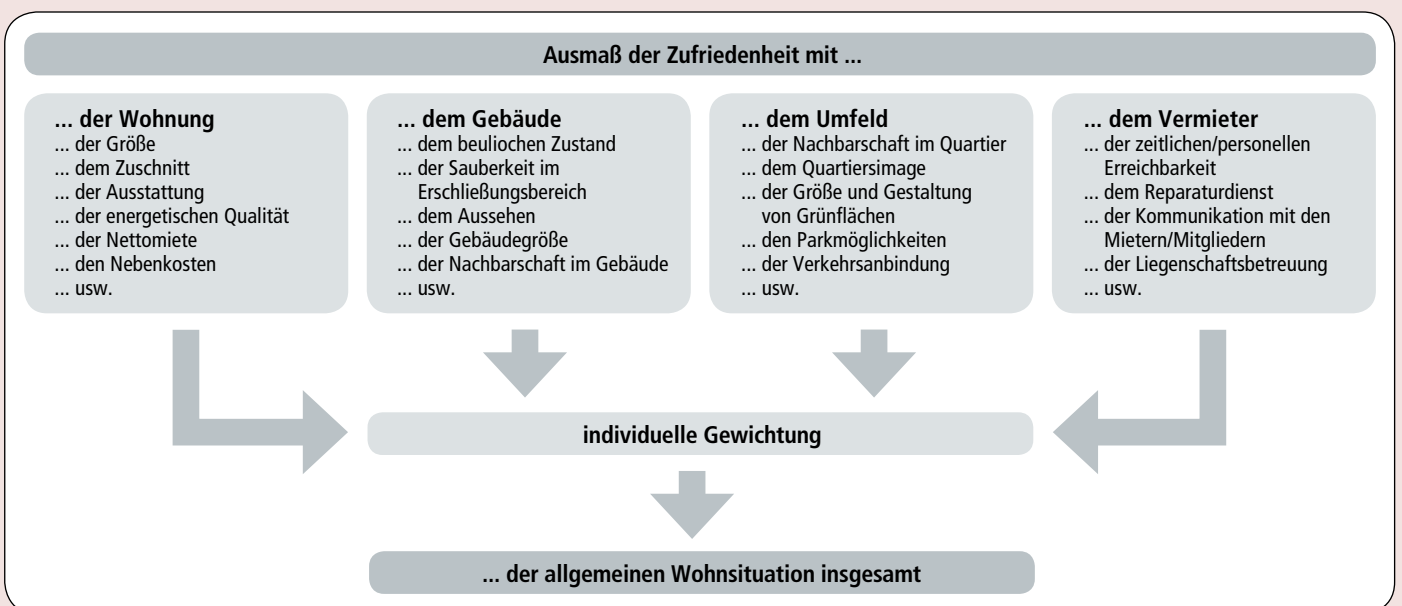 Ausmaß der Zufriedenheit mit ...
... der Wohnung
... der Größe
... dem Zuschnitt
... der Ausstattung
... der energetischen Qualität
... der Nettomiete
... den Nebenkosten
... usw.
... dem Gebäude
... dem beuliochen Zustand
... der Sauberkeit im
Erschließungsbereich
... dem Aussehen
... der Gebäudegröße
... der Nachbarschaft im Gebäude
... usw.
... dem Umfeld
... der Nachbarschaft im Quartier
... dem Quartiersimage
... der Größe und Gestaltung
von Grünflächen
... den Parkmöglichkeiten
... der Verkehrsanbindung
... usw.
... dem Vermieter
... der zeitlichen/personellen
Erreichbarkeit
... dem Reparaturdienst
... der Kommunikation mit den
Mietern/Mitgliedern
... der Liegenschaftsbetreuung
... usw.
individuelle Gewichtung
... der allgemeinen Wohnsituation insgesamt